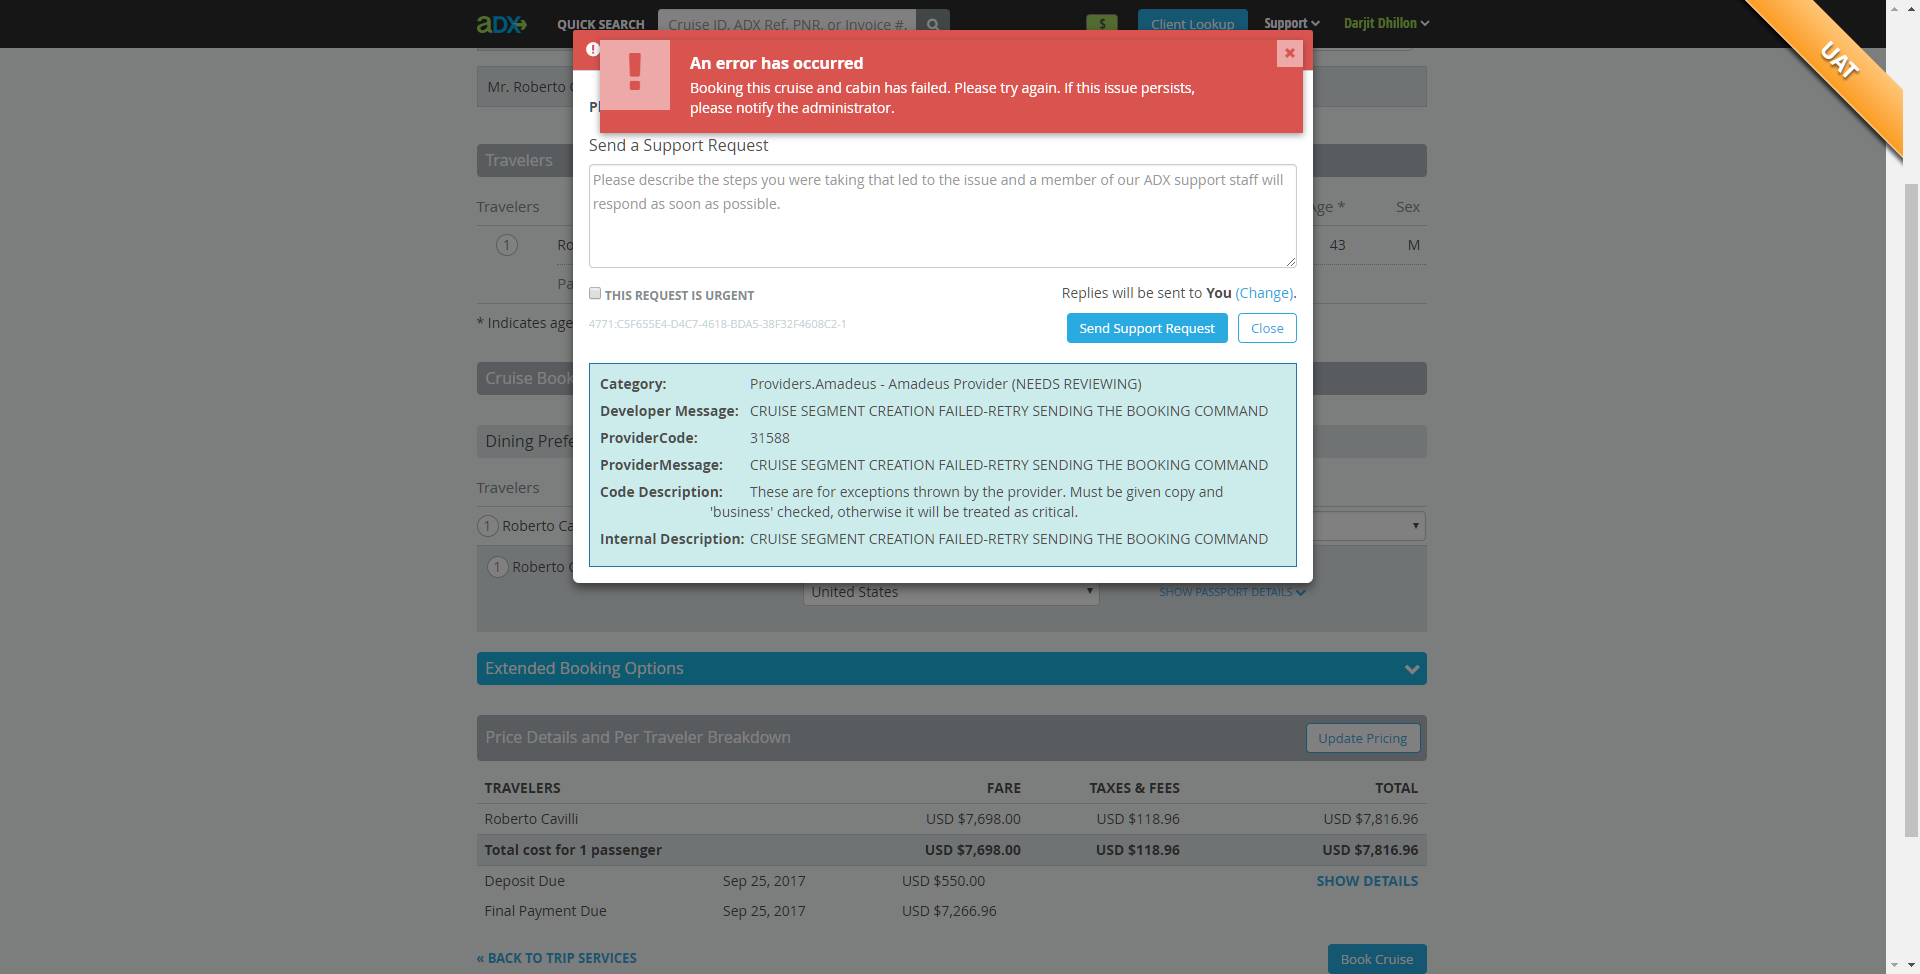 ADX QUICK SEARCH Cruise ID, ADX Ref, PNR, or Invoice #. $ Client Lookup Support Darjit Dhillon
UAT
An error has occurred
Booking this cruise and cabin has failed. Please try again. If this issue persists,
please notify the administrator.
Mr. Roberto
Send a Support Request
Travelers
Please describe the steps you were taking that led to the issue and a member of our ADX support staff will
respond as soon as possible.
Travelers Age * Sex
1 43 M
THIS REQUEST IS URGENT Replies will be sent to You (Change).
* Indicates age
4771:C5F655E4-D4C7-4618-BDA5-38F32F4608C2-1 Send Support Request Close
Cruise Book
Category: Providers.Amadeus - Amadeus Provider (NEEDS REVIEWING)
Developer Message: CRUISE SEGMENT CREATION FAILED-RETRY SENDING THE BOOKING COMMAND
ProviderCode: 31588
Dining Prefe
ProviderMessage: CRUISE SEGMENT CREATION FAILED-RETRY SENDING THE BOOKING COMMAND
Travelers
Code Description: These are for exceptions thrown by the provider. Must be given copy and
'business' checked, otherwise it will be treated as critical.
1 Roberto Ca
Internal Description: CRUISE SEGMENT CREATION FAILED-RETRY SENDING THE BOOKING COMMAND
1 Roberto
United States SHOW PASSPORT DETAILS
Extended Booking Options
Price Details and Per Traveler Breakdown Update Pricing
TRAVELERS FARE TAXES & FEES TOTAL
Roberto Cavilli USD $7,698.00 USD $118.96 USD $7,816.96
Total cost for 1 passenger USD $7,698.00 USD $118.96 USD $7,816.96
Deposit Due Sep 25, 2017 USD $550.00 SHOW DETAILS
Final Payment Due Sep 25, 2017 USD $7,266.96
« BACK TO TRIP SERVICES Book Cruise